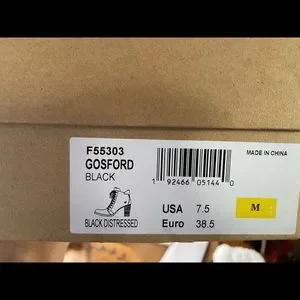 F55303
GOSFORD
BLACK
BLACK DISTRESSED
1 92466 05144 0
MADE IN CHINA
USA 7.5 M
Euro 38.5